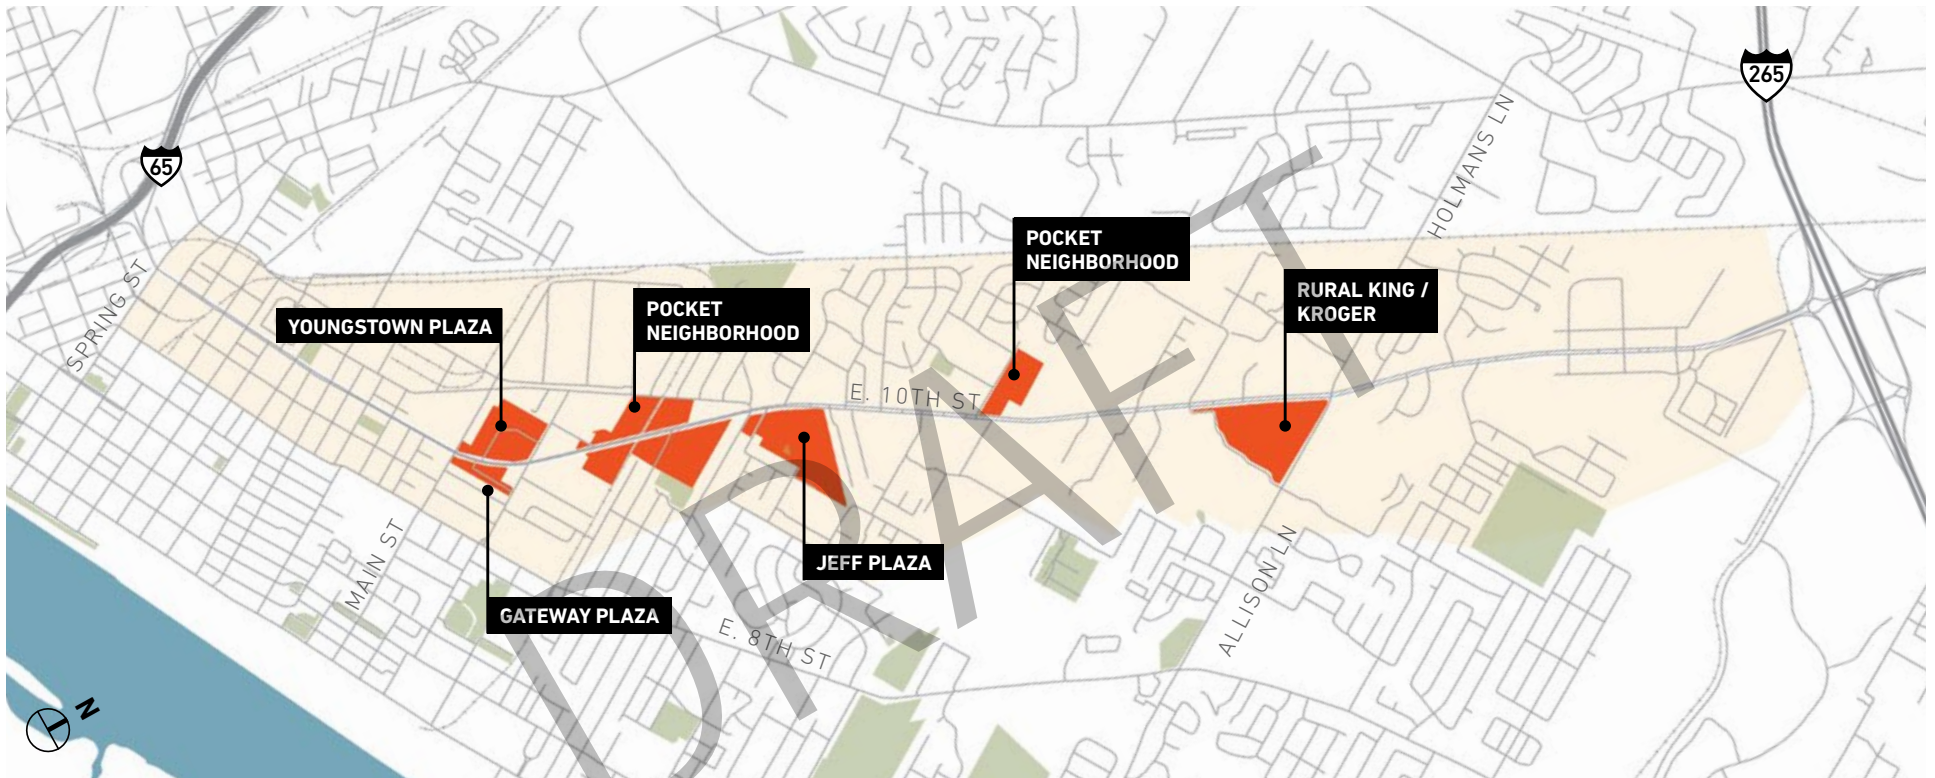 265
65
HOLMANS LN
POCKET
NEIGHBORHOOD
SPRING ST
RURAL KING /
KROGER
POCKET
NEIGHBORHOOD
YOUNGSTOWN PLAZA
E. 10TH ST
DRAFT
MAIN ST
JEFF PLAZA
ALLISON LN
GATEWAY PLAZA
E. 8TH ST
N